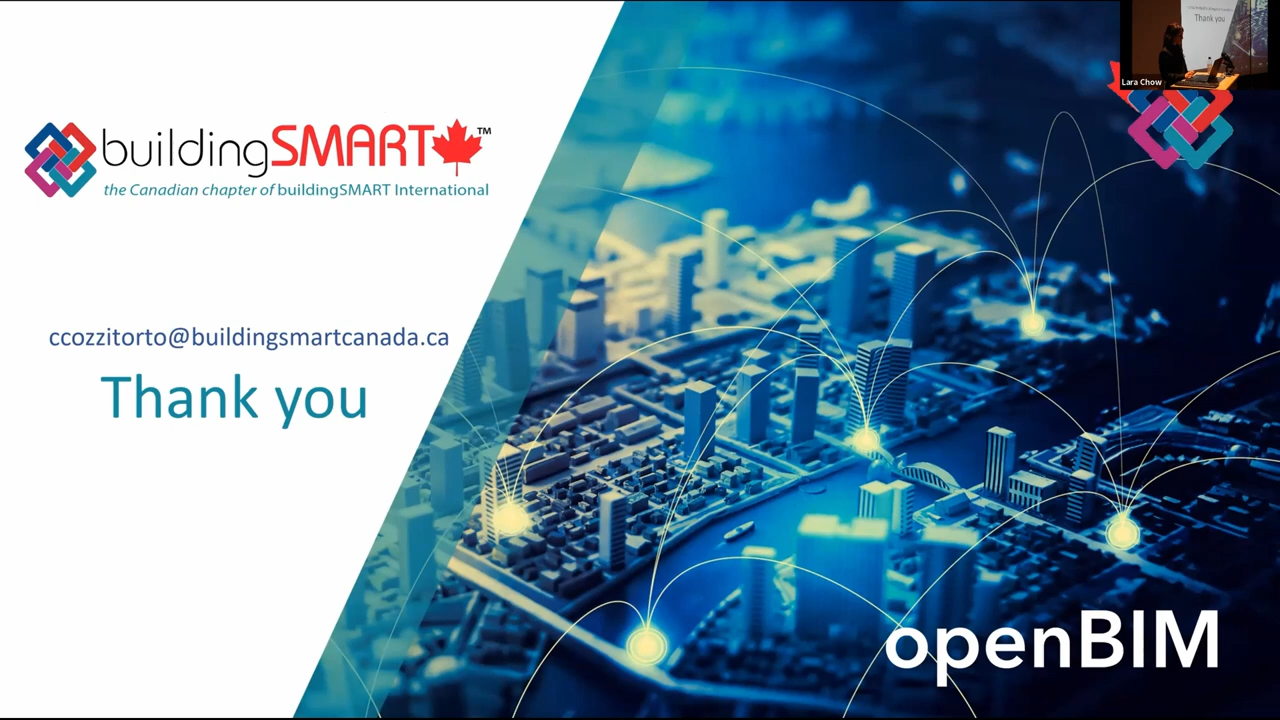 buildingSMART™
the Canadian chapter of buildingSMART International
ccozzitorto@buildingsmartcanada.ca
Thank you
openBIM
Thank you
Lara Chow